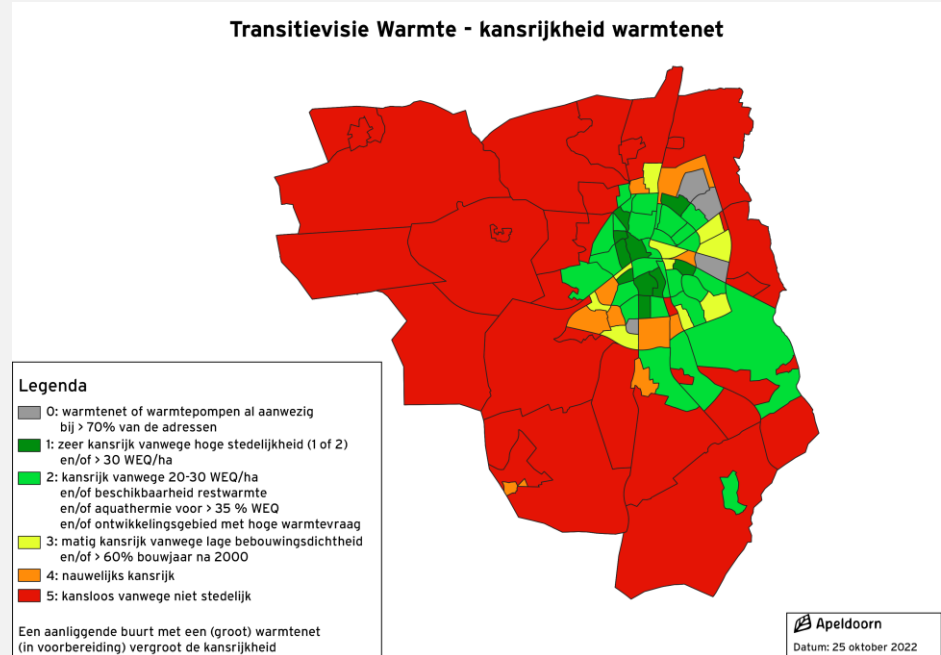 Transitievisie Warmte - kansrijkheid warmtenet
Legenda
0: warmtenet of warmtepompen al aanwezig
bij > 70% van de adressen
1: zeer kansrijk vanwege hoge stedelijkheid (1 of 2)
en/of > 30 WEQ/ha
2: kansrijk vanwege 20-30 WEQ/ha
en/of beschikbaarheid restwarmte
en/of aquathermie voor > 35 % WEQ
en/of ontwikkelingsgebied met hoge warmtevraag
3: matig kansrijk vanwege lage bebouwingsdichtheid
en/of > 60% bouwjaar na 2000
4: nauwelijks kansrijk
5: kansloos vanwege niet stedelijk
Een aanliggende buurt met een (groot) warmtenet
(in voorbereiding) vergroot de kansrijkheid
Apeldoorn
Datum: 25 oktober 2022